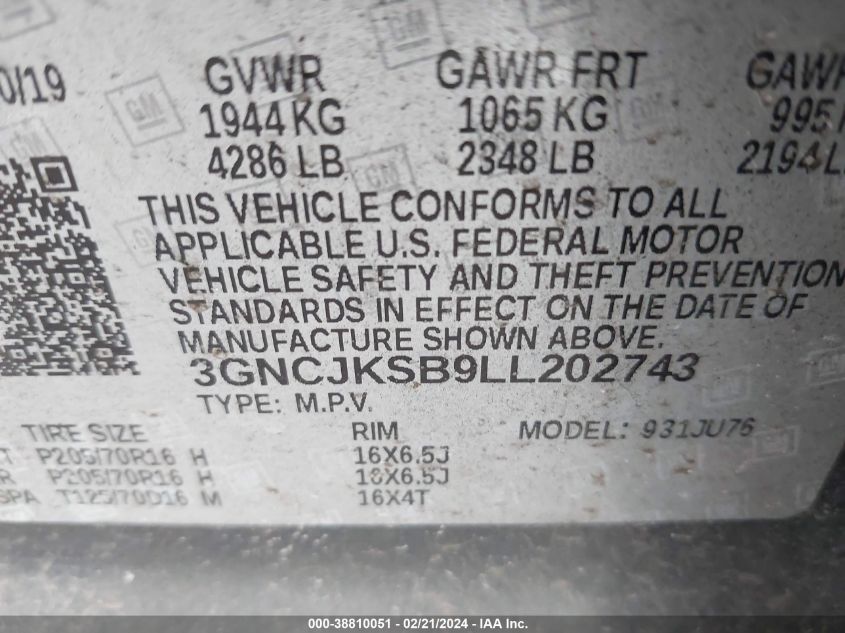 0/19 GVWR GAWR FRT GAWR
1944 KG 1065 KG 995
4286 LB 2348 LB 2194 L
THIS VEHICLE CONFORMS TO ALL
APPLICABLE U.S. FEDERAL MOTOR
VEHICLE SAFETY AND THEFT PREVENTION
STANDARDS IN EFFECT ON THE DATE OF
MANUFACTURE SHOWN ABOVE.
3GNCJKSB9LL202743
TYPE: M.P.V.
TIRE SIZE RIM MODEL: 931JU76
T P205/70R16 H 16X6.5J
R P205/70R16 H 16X6.5J
SPA T125/70D16 M 16X4T
GM
000-38810051 - 02/21/2024 - IAA Inc.